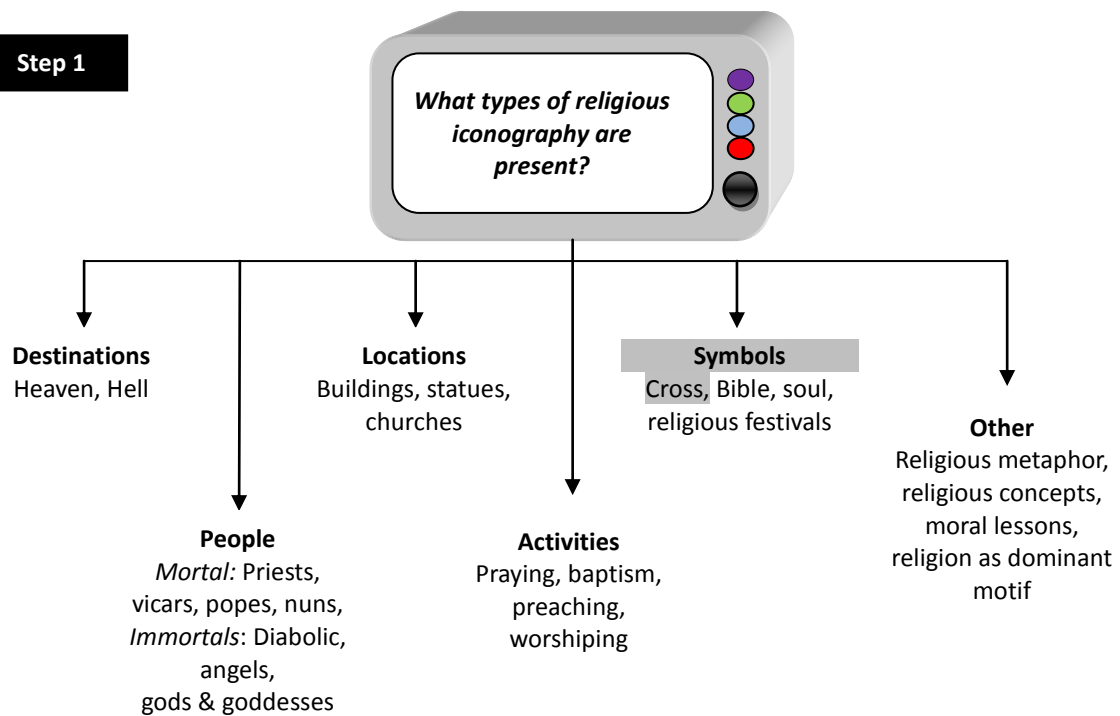 Step 1
What types of religious
iconography are
present?
Destinations
Heaven, Hell
People
Mortal: Priests,
vicars, popes, nuns,
Immortals: Diabolic,
angels,
gods & goddesses
Locations
Buildings, statues,
churches
Activities
Praying, baptism,
preaching,
worshiping
Symbols
Cross, Bible, soul,
religious festivals
Other
Religious metaphor,
religious concepts,
moral lessons,
religion as dominant
motif